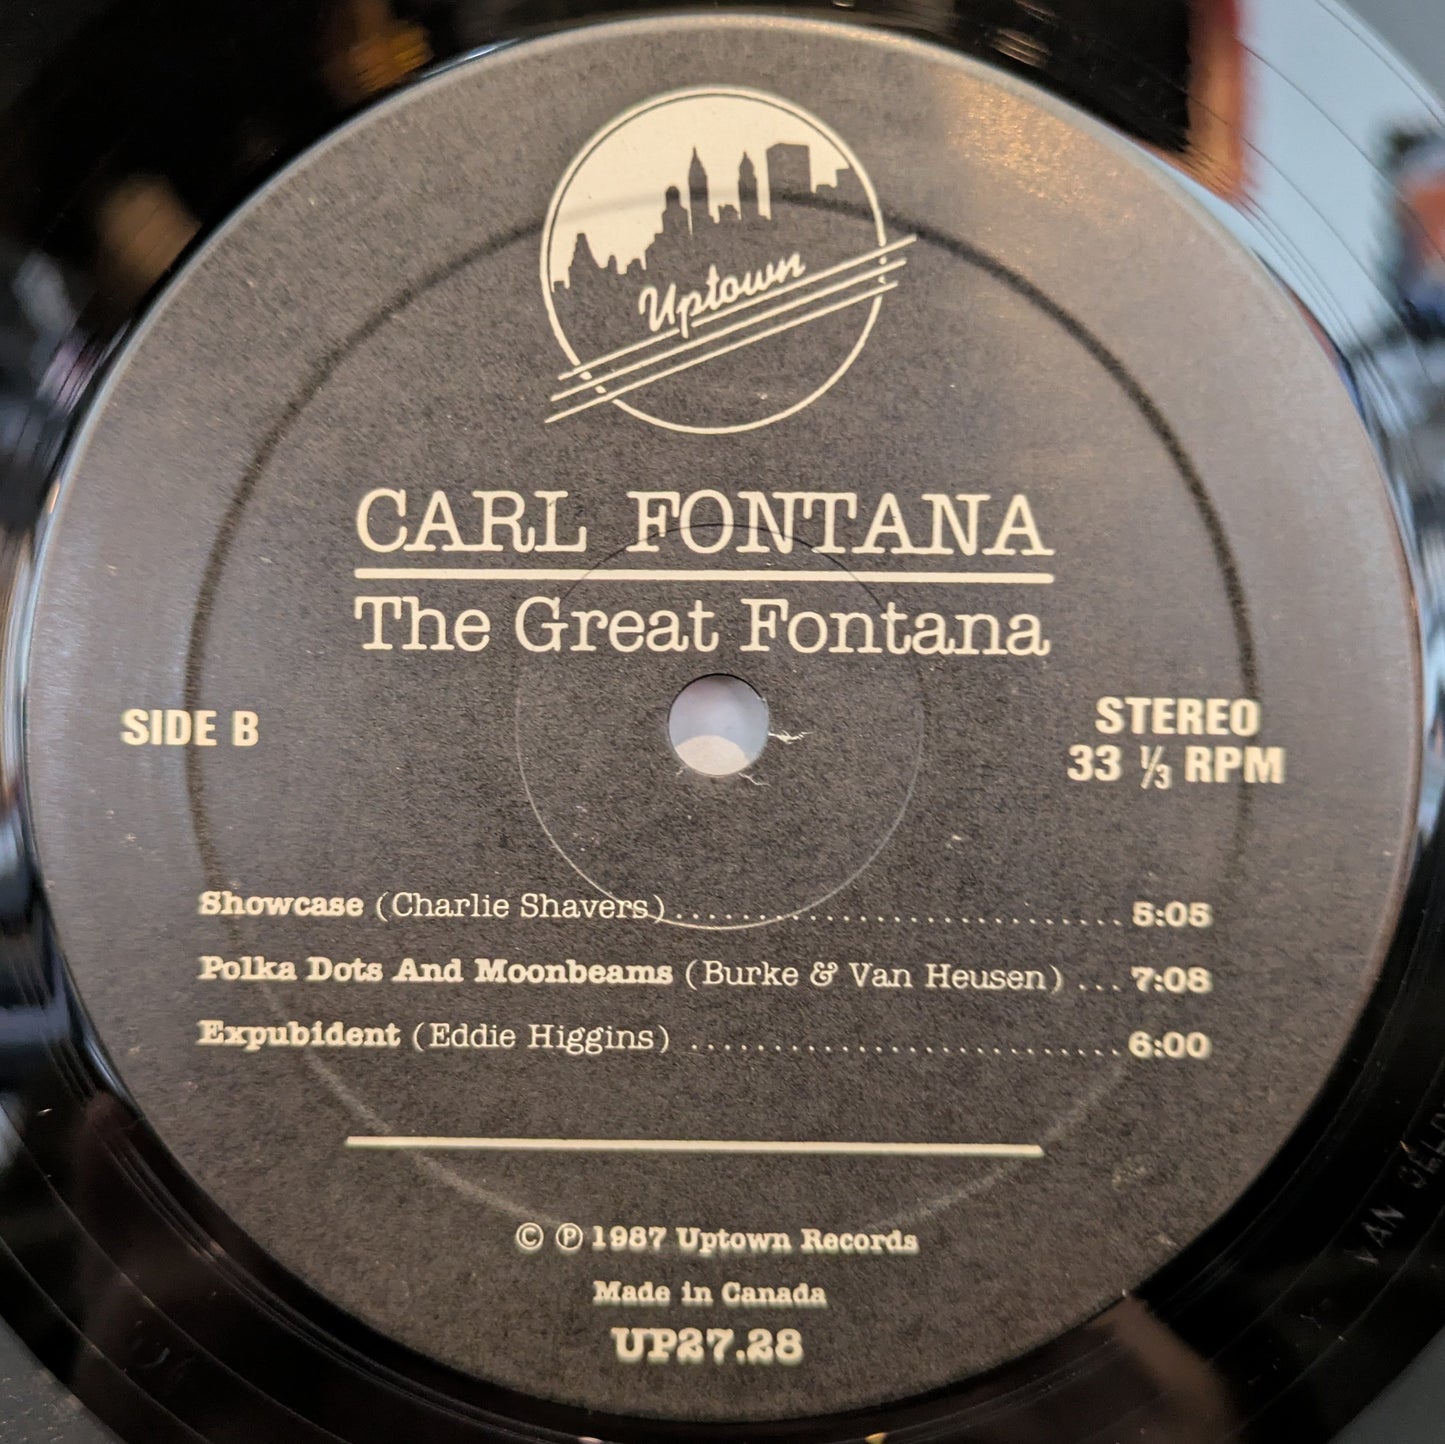 Uptown
CARL FONTANA
The Great Fontana
SIDE B
STEREO
33 ⅓ RPM
Showcase (Charlie Shavers) ............................ 5:05
Polka Dots And Moonbeams (Burke & Van Heusen) ... 7:08
Expubident (Eddie Higgins) ........................... 6:00
© ℗ 1987 Uptown Records
Made in Canada
UP27.28
VAN GELD